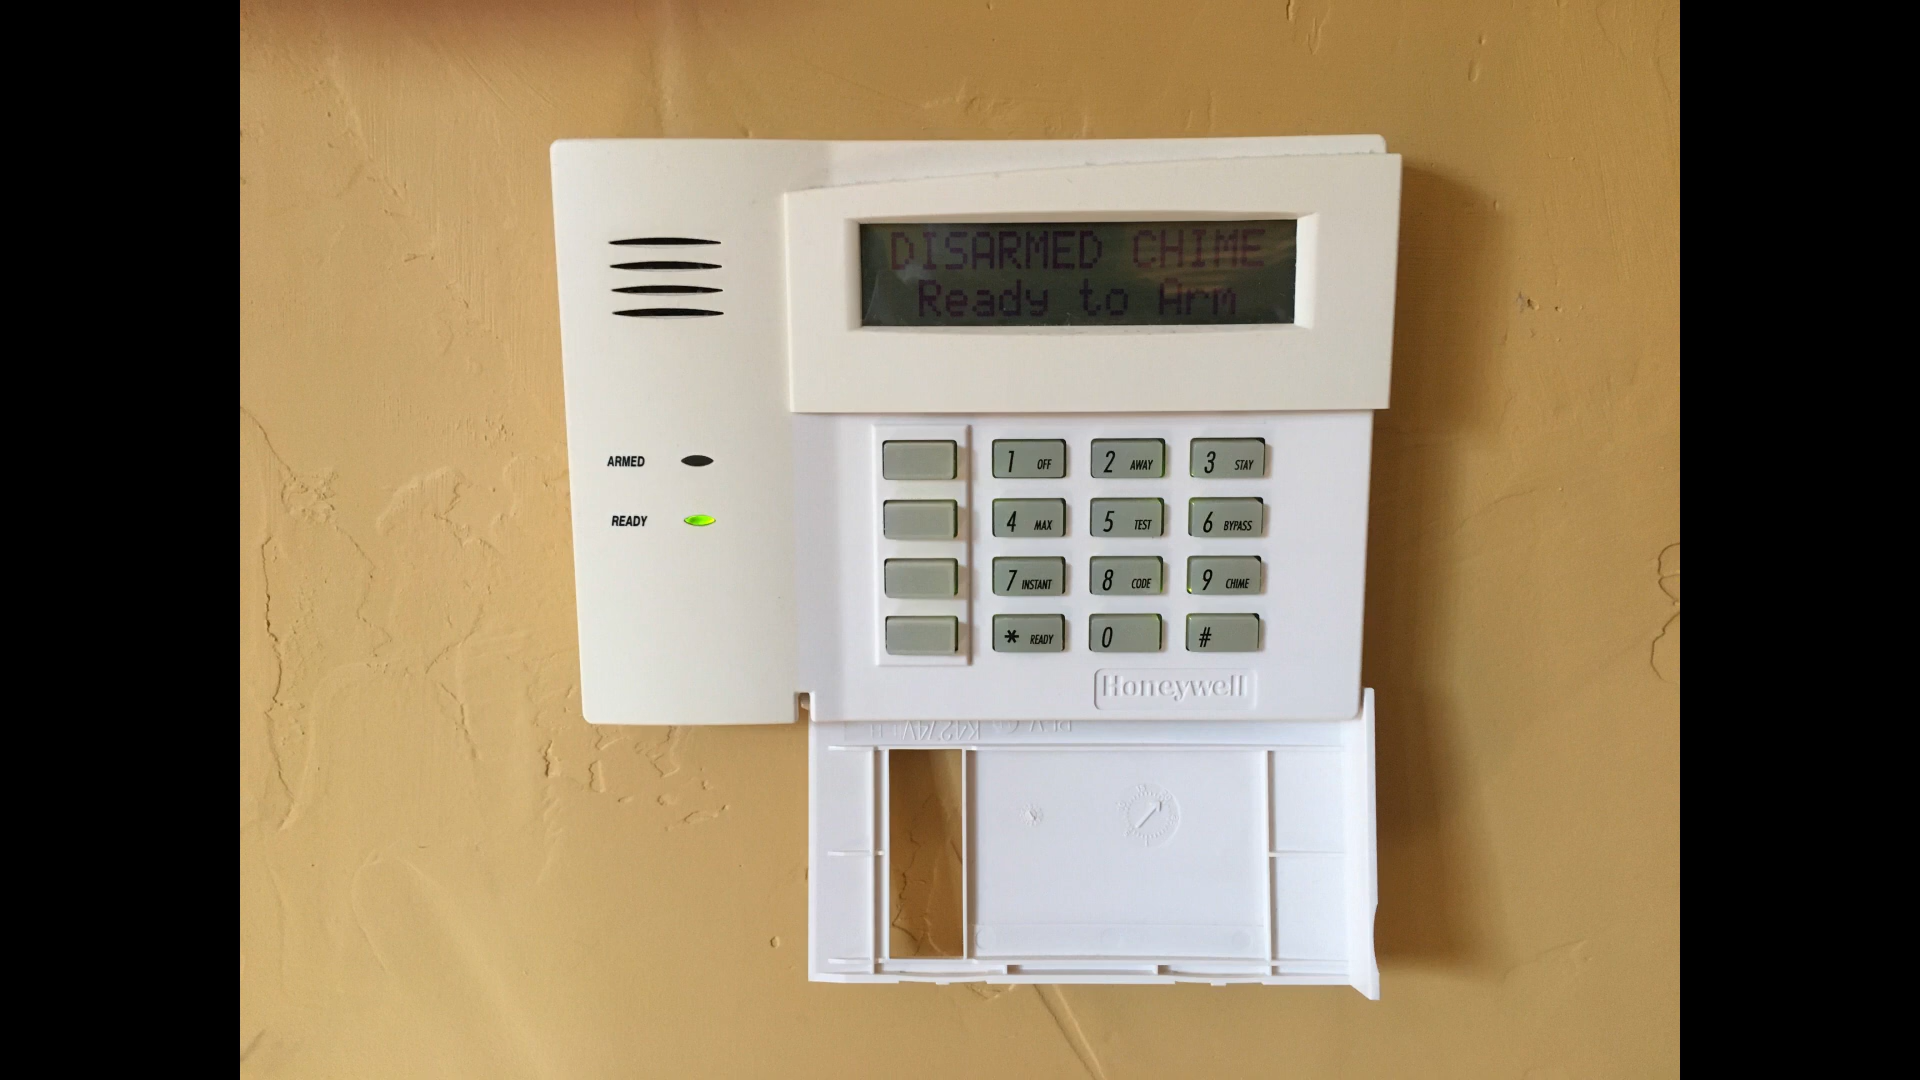 DISARMED CHIME
Ready to Arm
ARMED
READY
1 OFF
2 AWAY
3 STAY
4 MAX
5 TEST
6 BYPASS
7 INSTANT
8 CODE
9 CHIME
* READY
0
#
Honeywell